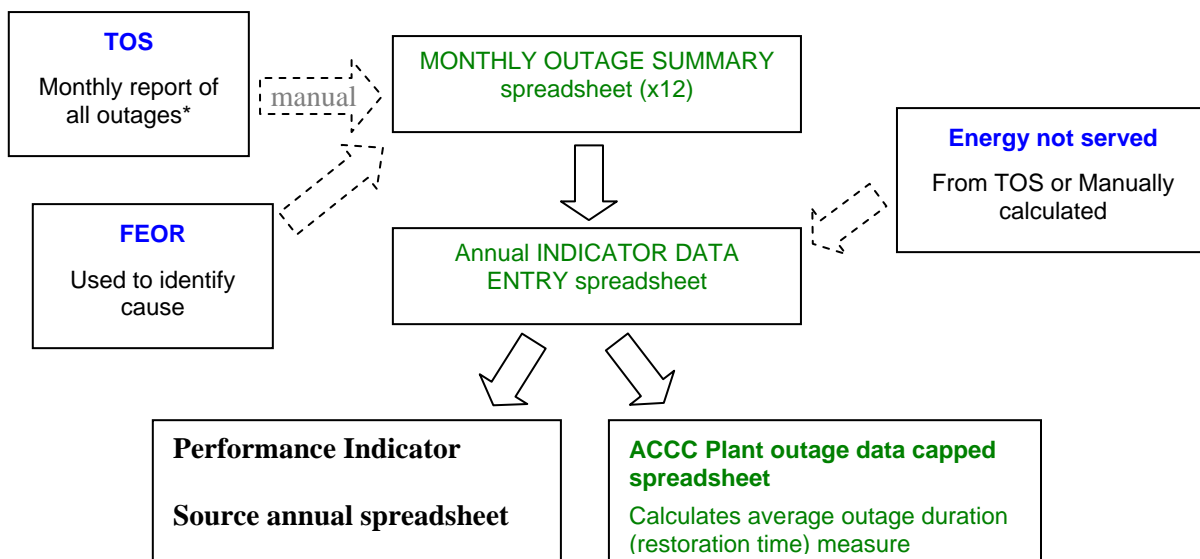 TOS
Monthly report of
all outages*
manual
MONTHLY OUTAGE SUMMARY
spreadsheet (x12)
Energy not served
From TOS or Manually
calculated
FEOR
Used to identify
cause
Annual INDICATOR DATA
ENTRY spreadsheet
Performance Indicator
Source annual spreadsheet
ACCC Plant outage data capped
spreadsheet
Calculates average outage duration
(restoration time) measure